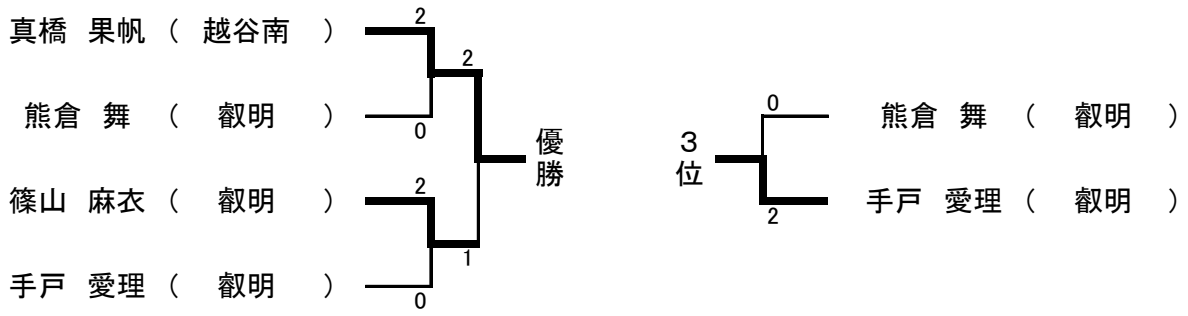 真橋 果帆 ( 越谷南 ) 2
2
熊倉 舞 ( 叡明 ) 0
優勝
篠山 麻衣 ( 叡明 ) 2
1
手戸 愛理 ( 叡明 ) 0
3位
0 熊倉 舞 ( 叡明 )
2 手戸 愛理 ( 叡明 )